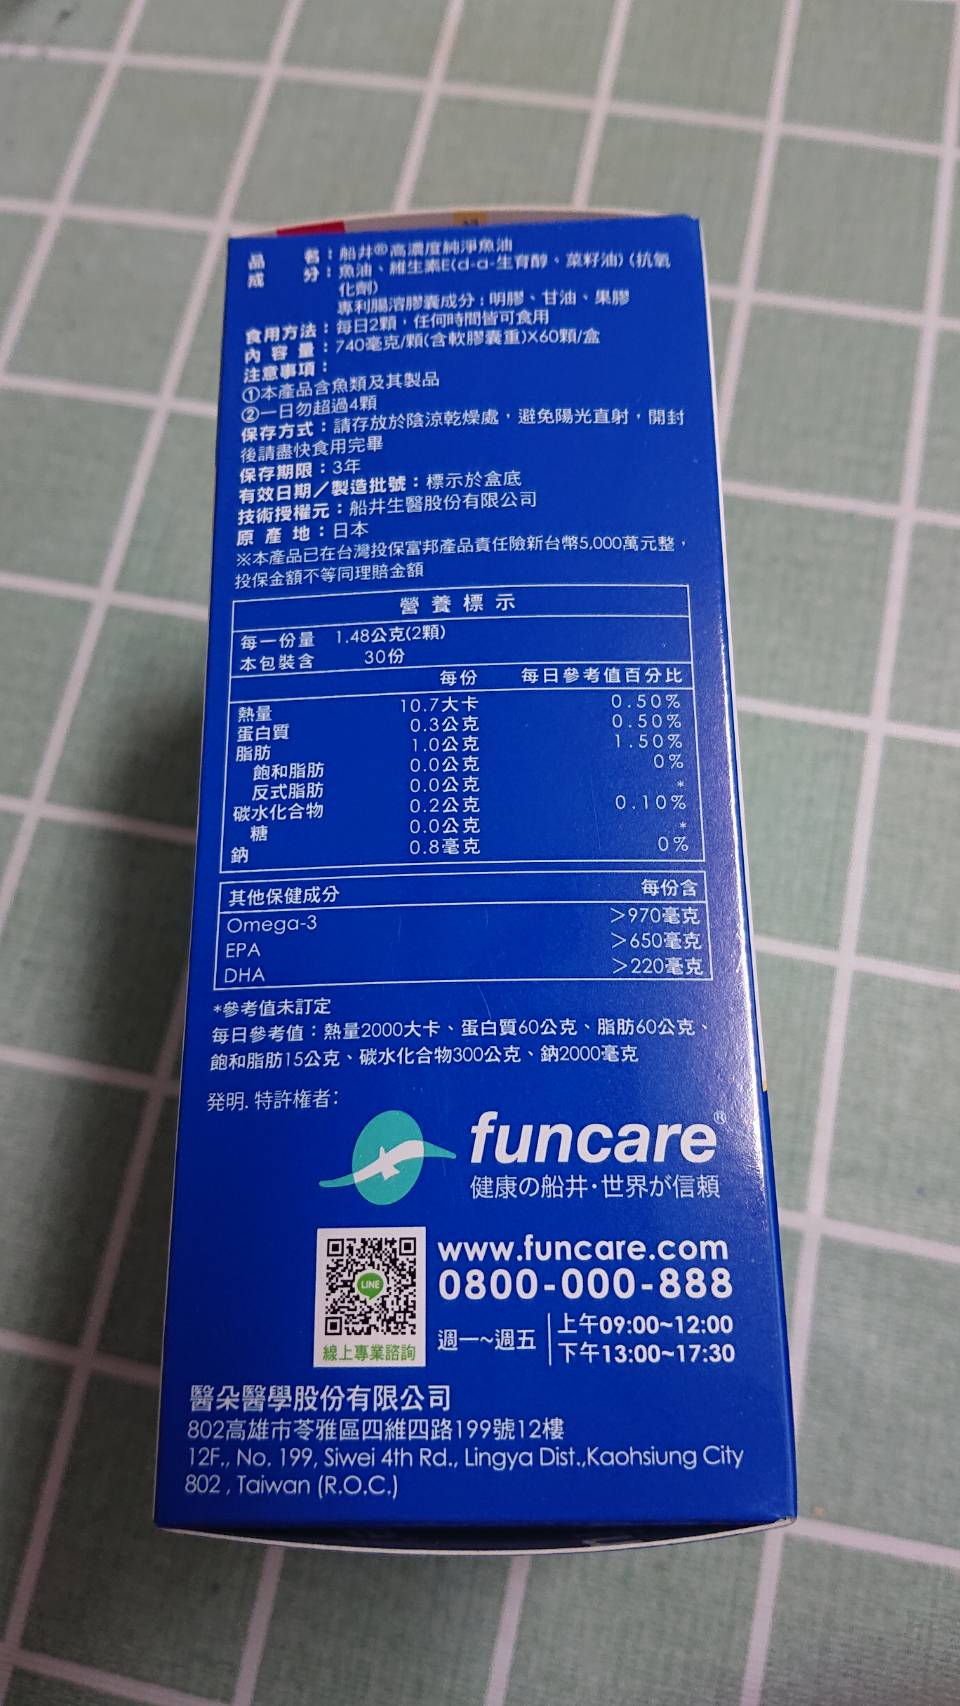 品名：船井®高濃度純淨魚油
成分：魚油、維生素E(d-α-生育醇、菜籽油)(抗氧
化劑)
專利腸溶膠囊成分：明膠、甘油、果膠
食用方法：每日2顆，任何時間皆可食用
內容量：740毫克/顆(含軟膠囊重)X60顆/盒
注意事項：
①本產品含魚類及其製品
②一日勿超過4顆
保存方式：請存放於陰涼乾燥處，避免陽光直射，開封
後請盡快食用完畢
保存期限：3年
有效日期／製造批號：標示於盒底
技術授權元：船井生醫股份有限公司
原產地：日本
※本產品已在台灣投保富邦產品責任險新台幣5,000萬元整，
投保金額不等同理賠金額
營養標示
每一份量 1.48公克(2顆)
本包裝含 30份
每份 每日參考值百分比
熱量 10.7大卡 0.50%
蛋白質 0.3公克 0.50%
脂肪 1.0公克 1.50%
飽和脂肪 0.0公克 0%
反式脂肪 0.0公克 *
碳水化合物 0.2公克 0.10%
糖 0.0公克 *
鈉 0.8毫克 0%
其他保健成分 每份含
Omega-3 ＞970毫克
EPA ＞650毫克
DHA ＞220毫克
*參考值未訂定
每日參考值：熱量2000大卡、蛋白質60公克、脂肪60公克、
飽和脂肪15公克、碳水化合物300公克、鈉2000毫克
発明.特許権者:
funcare®
健康の船井·世界が信頼
www.funcare.com
0800-000-888
LINE
線上專業諮詢
週一~週五
上午09:00~12:00
下午13:00~17:30
醫朵醫學股份有限公司
802高雄市苓雅區四維四路199號12樓
12F., No. 199, Siwei 4th Rd., Lingya Dist.,Kaohsiung City
802 , Taiwan (R.O.C.)